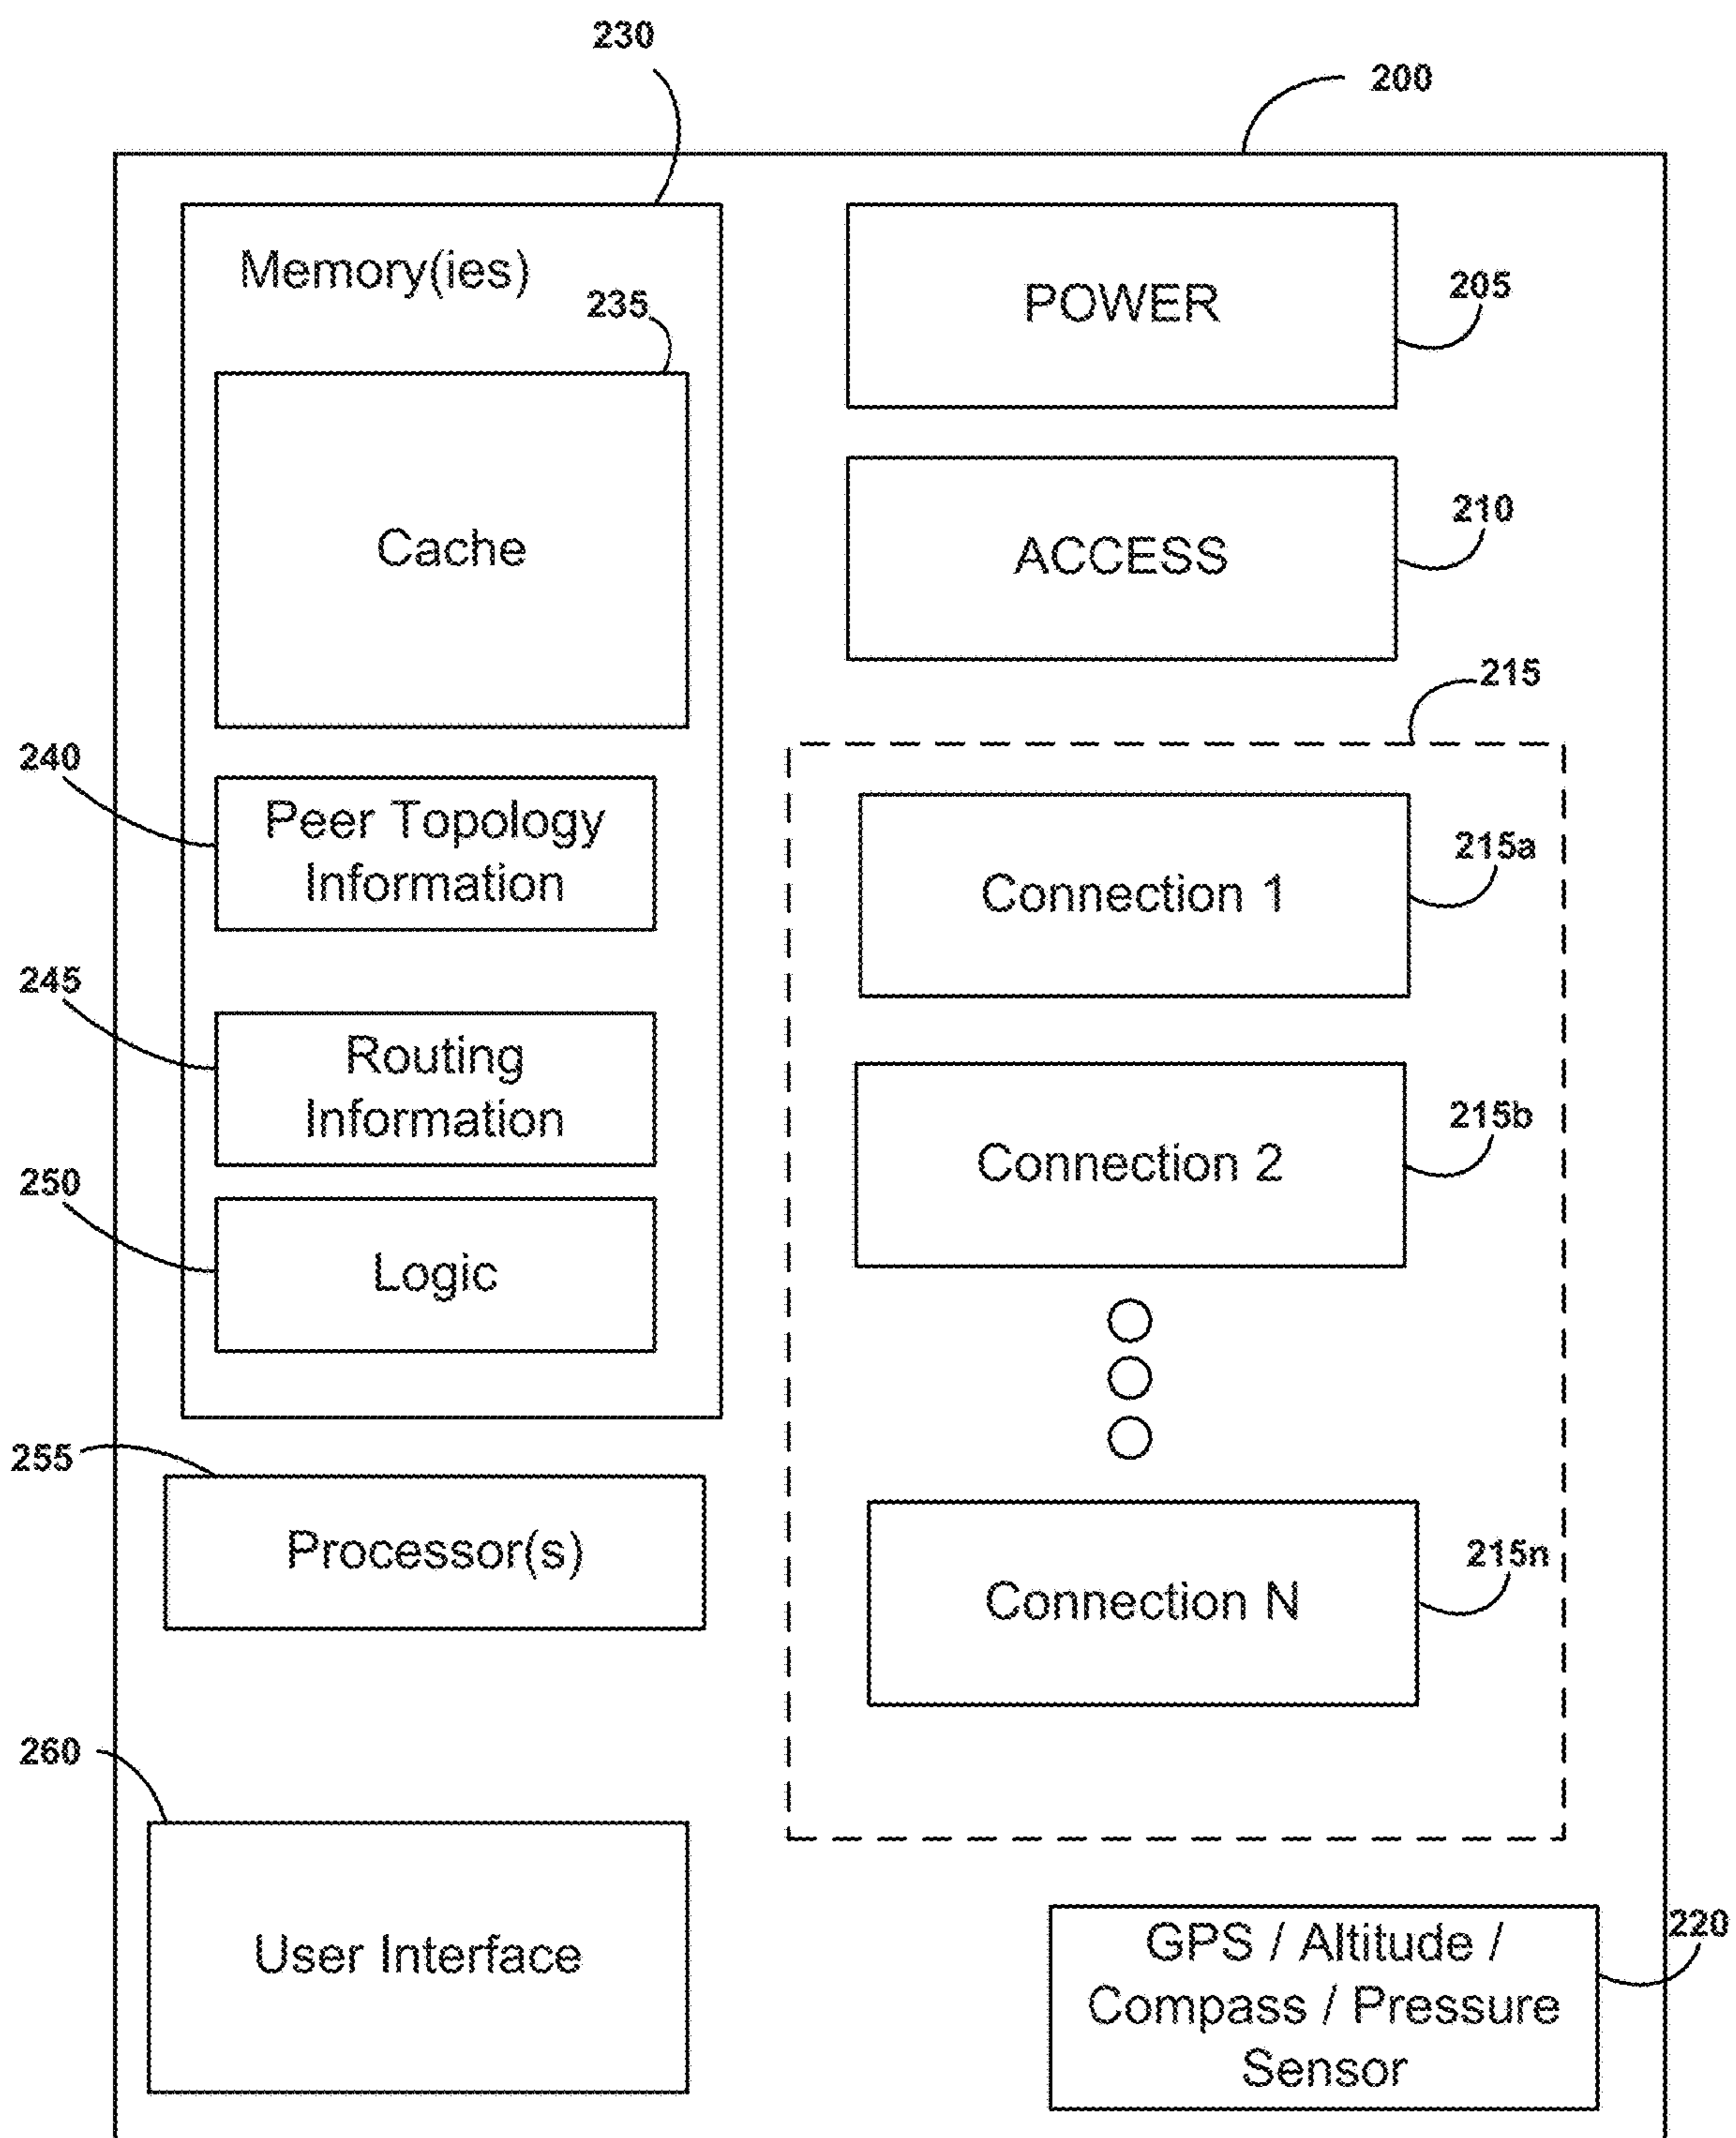 230
200
Memory(ies)
235
Cache
240
Peer Topology
Information
245
Routing
Information
250
Logic
255
Processor(s)
260
User Interface
POWER
205
ACCESS
210
215
Connection 1
215a
Connection 2
215b
Connection N
215n
GPS / Altitude /
Compass / Pressure
Sensor
220